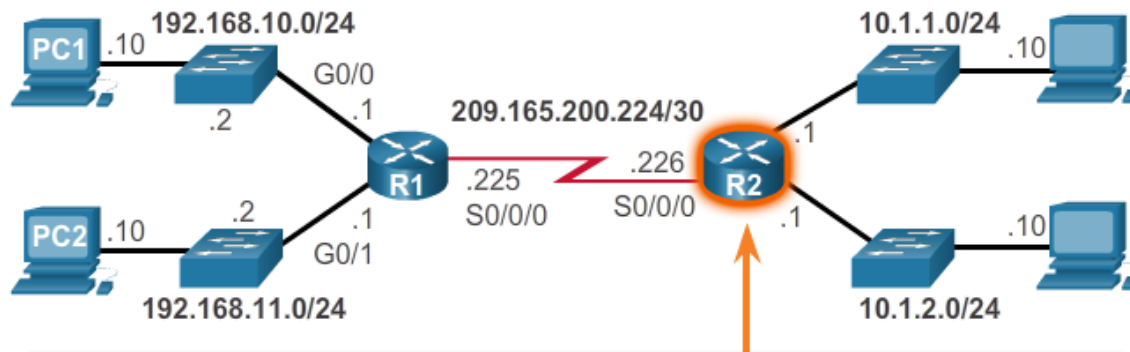 192.168.10.0/24
10.1.1.0/24
PC1
.10
.10
G0/0
.2
.1
209.165.200.224/30
.1
R1
.225
S0/0/0
.226
S0/0/0
R2
PC2
.10
.2
.1
G0/1
.1
.10
192.168.11.0/24
10.1.2.0/24